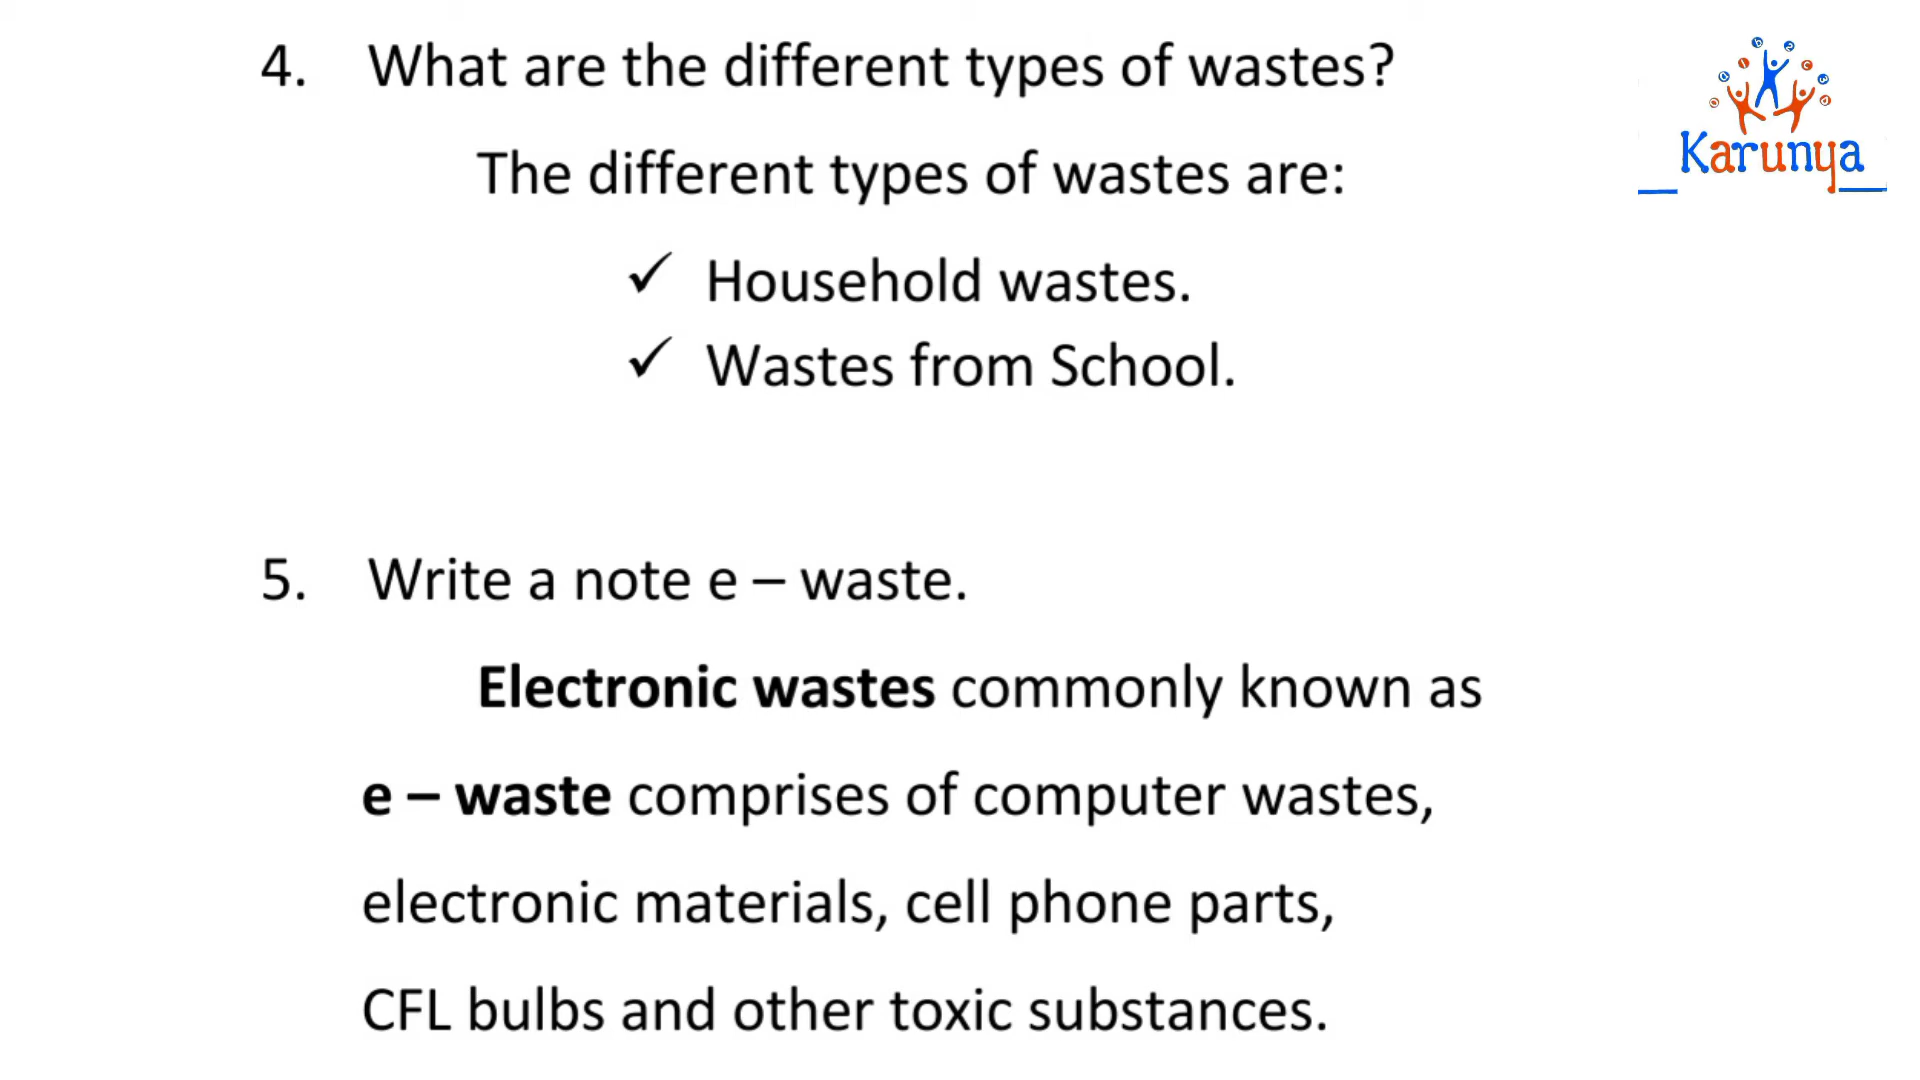 4. What are the different types of wastes?
Karunya
The different types of wastes are:
✓ Household wastes.
✓ Wastes from School.
5. Write a note e – waste.
Electronic wastes commonly known as
e – waste comprises of computer wastes,
electronic materials, cell phone parts,
CFL bulbs and other toxic substances.